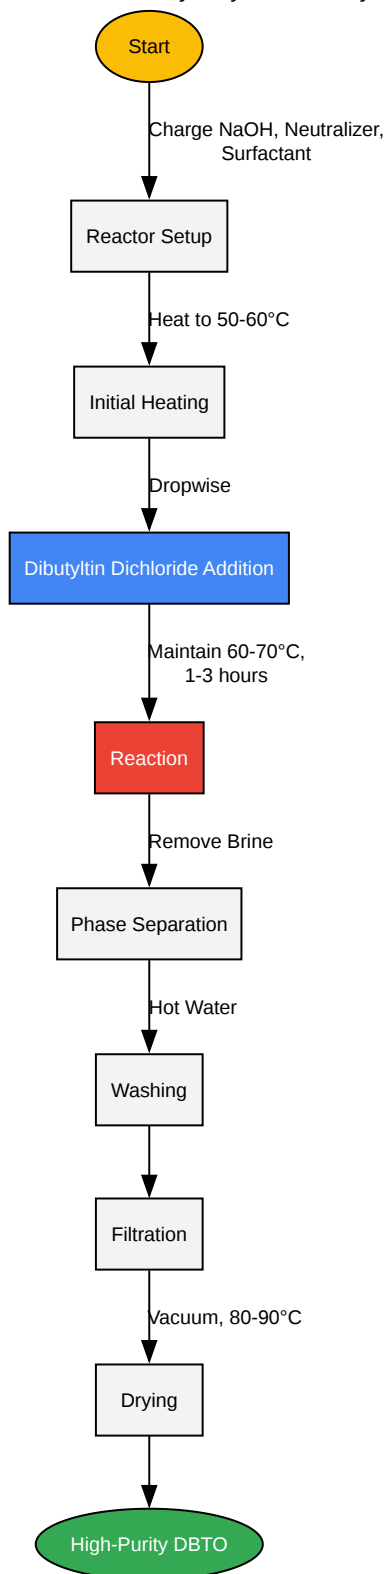 Start
Charge NaOH, Neutralizer,
Surfactant
Reactor Setup
Heat to 50-60°C
Initial Heating
Dropwise
Dibutyltin Dichloride Addition
Maintain 60-70°C,
1-3 hours
Reaction
Remove Brine
Phase Separation
Hot Water
Washing
Filtration
Vacuum, 80-90°C
Drying
High-Purity DBTO